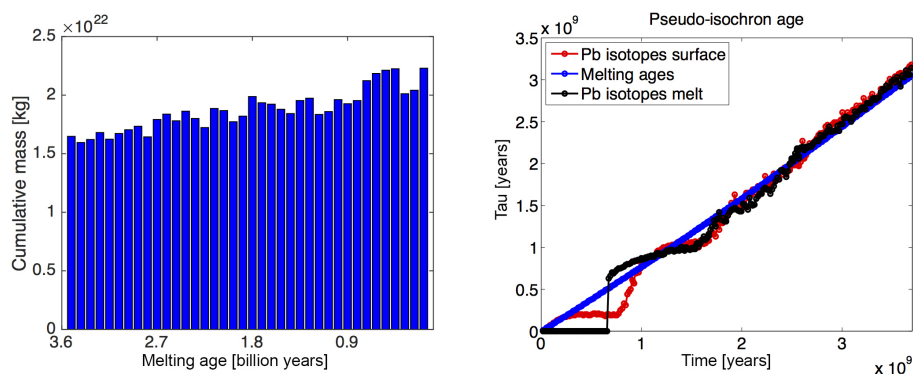 × 10^22
2.5
2.0
1.5
1.0
0.5
0
Cumulative mass [kg]
3.6
2.7
1.8
0.9
Melting age [billion years]
Pseudo-isochron age
x 10^9
3.5
3
2.5
2
1.5
1
0.5
0
Tau [years]
Pb isotopes surface
Melting ages
Pb isotopes melt
0
1
2
3
Time [years]
x 10^9